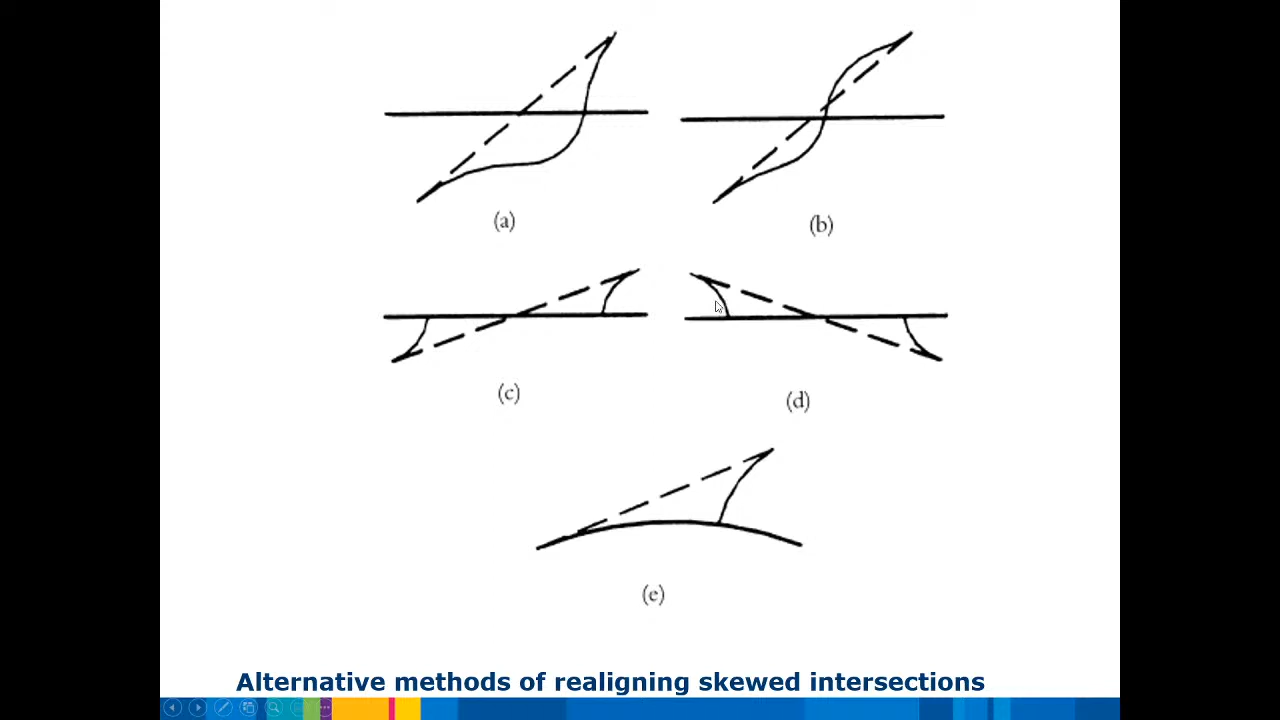 (a)
(b)
(c)
(d)
(e)
Alternative methods of realigning skewed intersections